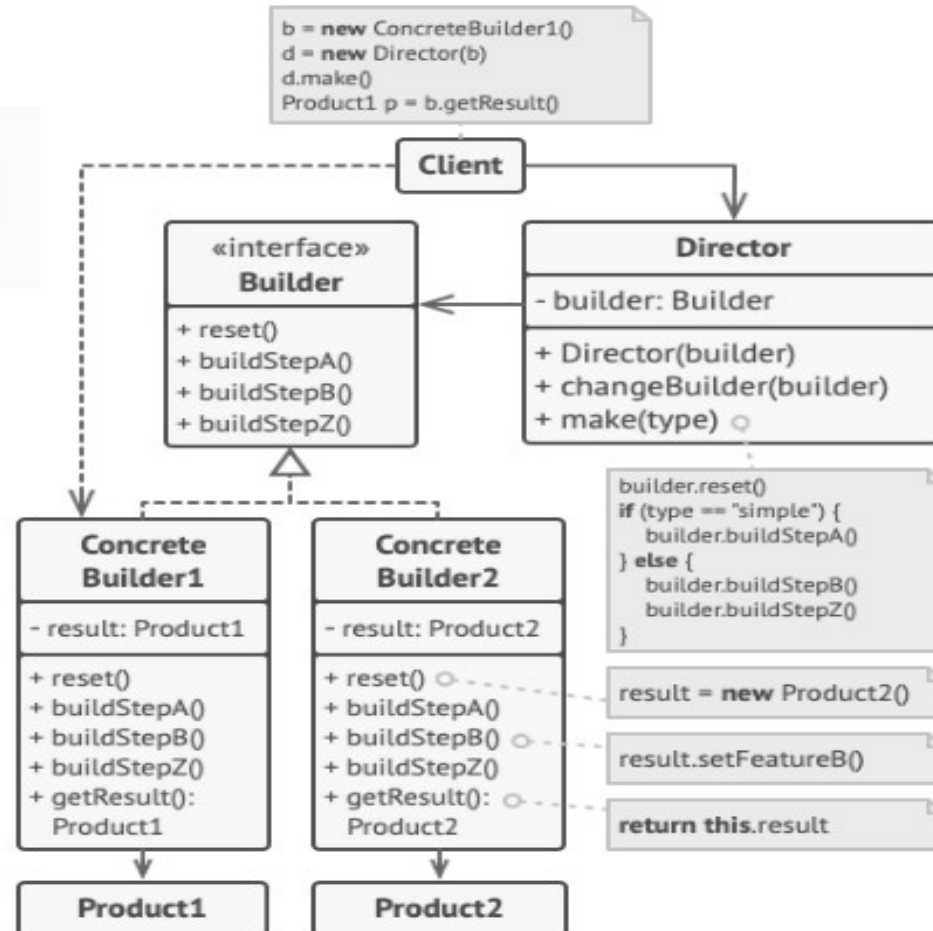 b = new ConcreteBuilder1()
d = new Director(b)
d.make()
Product1 p = b.getResult()
Client
«interface»
Builder
+ reset()
+ buildStepA()
+ buildStepB()
+ buildStepZ()
Director
- builder: Builder
+ Director(builder)
+ changeBuilder(builder)
+ make(type)
builder.reset()
if (type == "simple") {
builder.buildStepA()
} else {
builder.buildStepB()
builder.buildStepZ()
}
Concrete
Builder1
- result: Product1
+ reset()
+ buildStepA()
+ buildStepB()
+ buildStepZ()
+ getResult():
Product1
Concrete
Builder2
- result: Product2
+ reset()
+ buildStepA()
+ buildStepB()
+ buildStepZ()
+ getResult():
Product2
result = new Product2()
result.setFeatureB()
return this.result
Product1
Product2